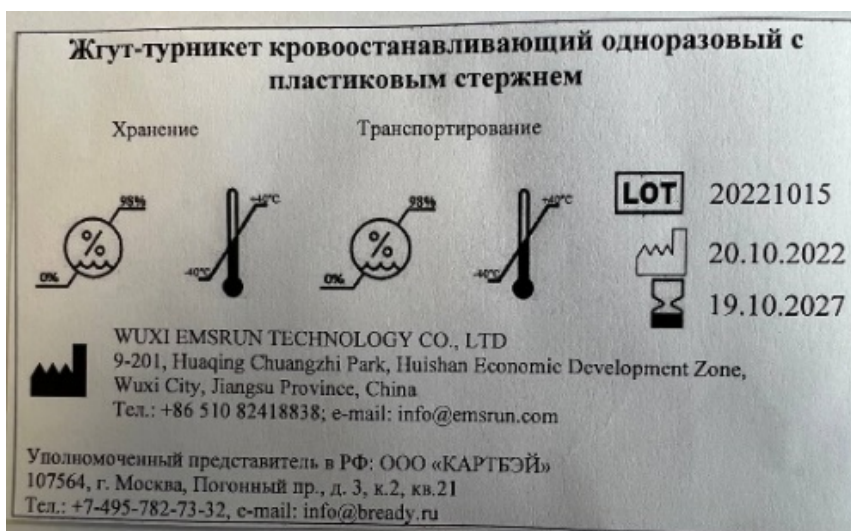 Жгут-турникет кровоостанавливающий одноразовый с
пластиковым стержнем
Хранение Транспортирование
98% +40°C 98% +40°C
0% -40°C 0% -40°C
LOT 20221015
20.10.2022
19.10.2027
WUXI EMSRUN TECHNOLOGY CO., LTD
9-201, Huaqing Chuangzhi Park, Huishan Economic Development Zone,
Wuxi City, Jiangsu Province, China
Тел.: +86 510 82418838; e-mail: info@emsrun.com
Уполномоченный представитель в РФ: ООО «КАРТБЭЙ»
107564, г. Москва, Погонный пр., д. 3, к.2, кв.21
Тел.: +7-495-782-73-32, e-mail: info@bready.ru